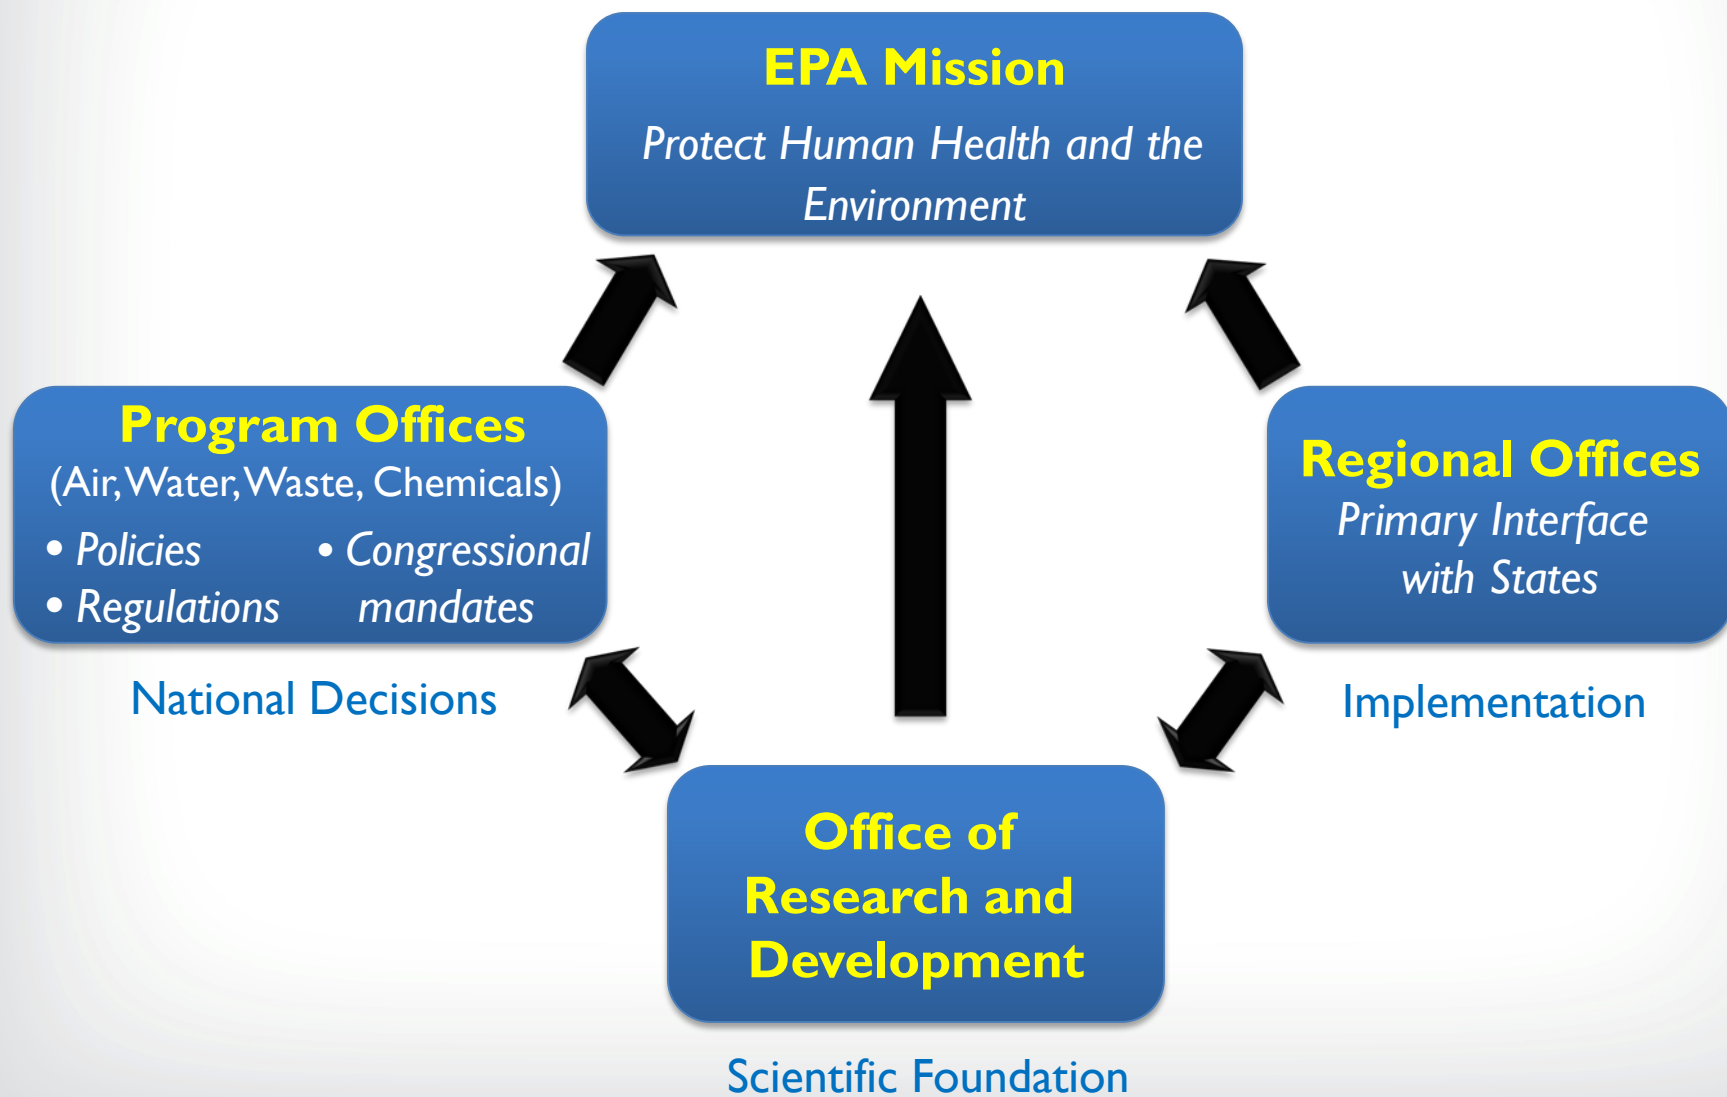 EPA Mission
Protect Human Health and the
Environment
Program Offices
(Air, Water, Waste, Chemicals)
• Policies
• Regulations
• Congressional
mandates
National Decisions
Regional Offices
Primary Interface
with States
Implementation
Office of
Research and
Development
Scientific Foundation